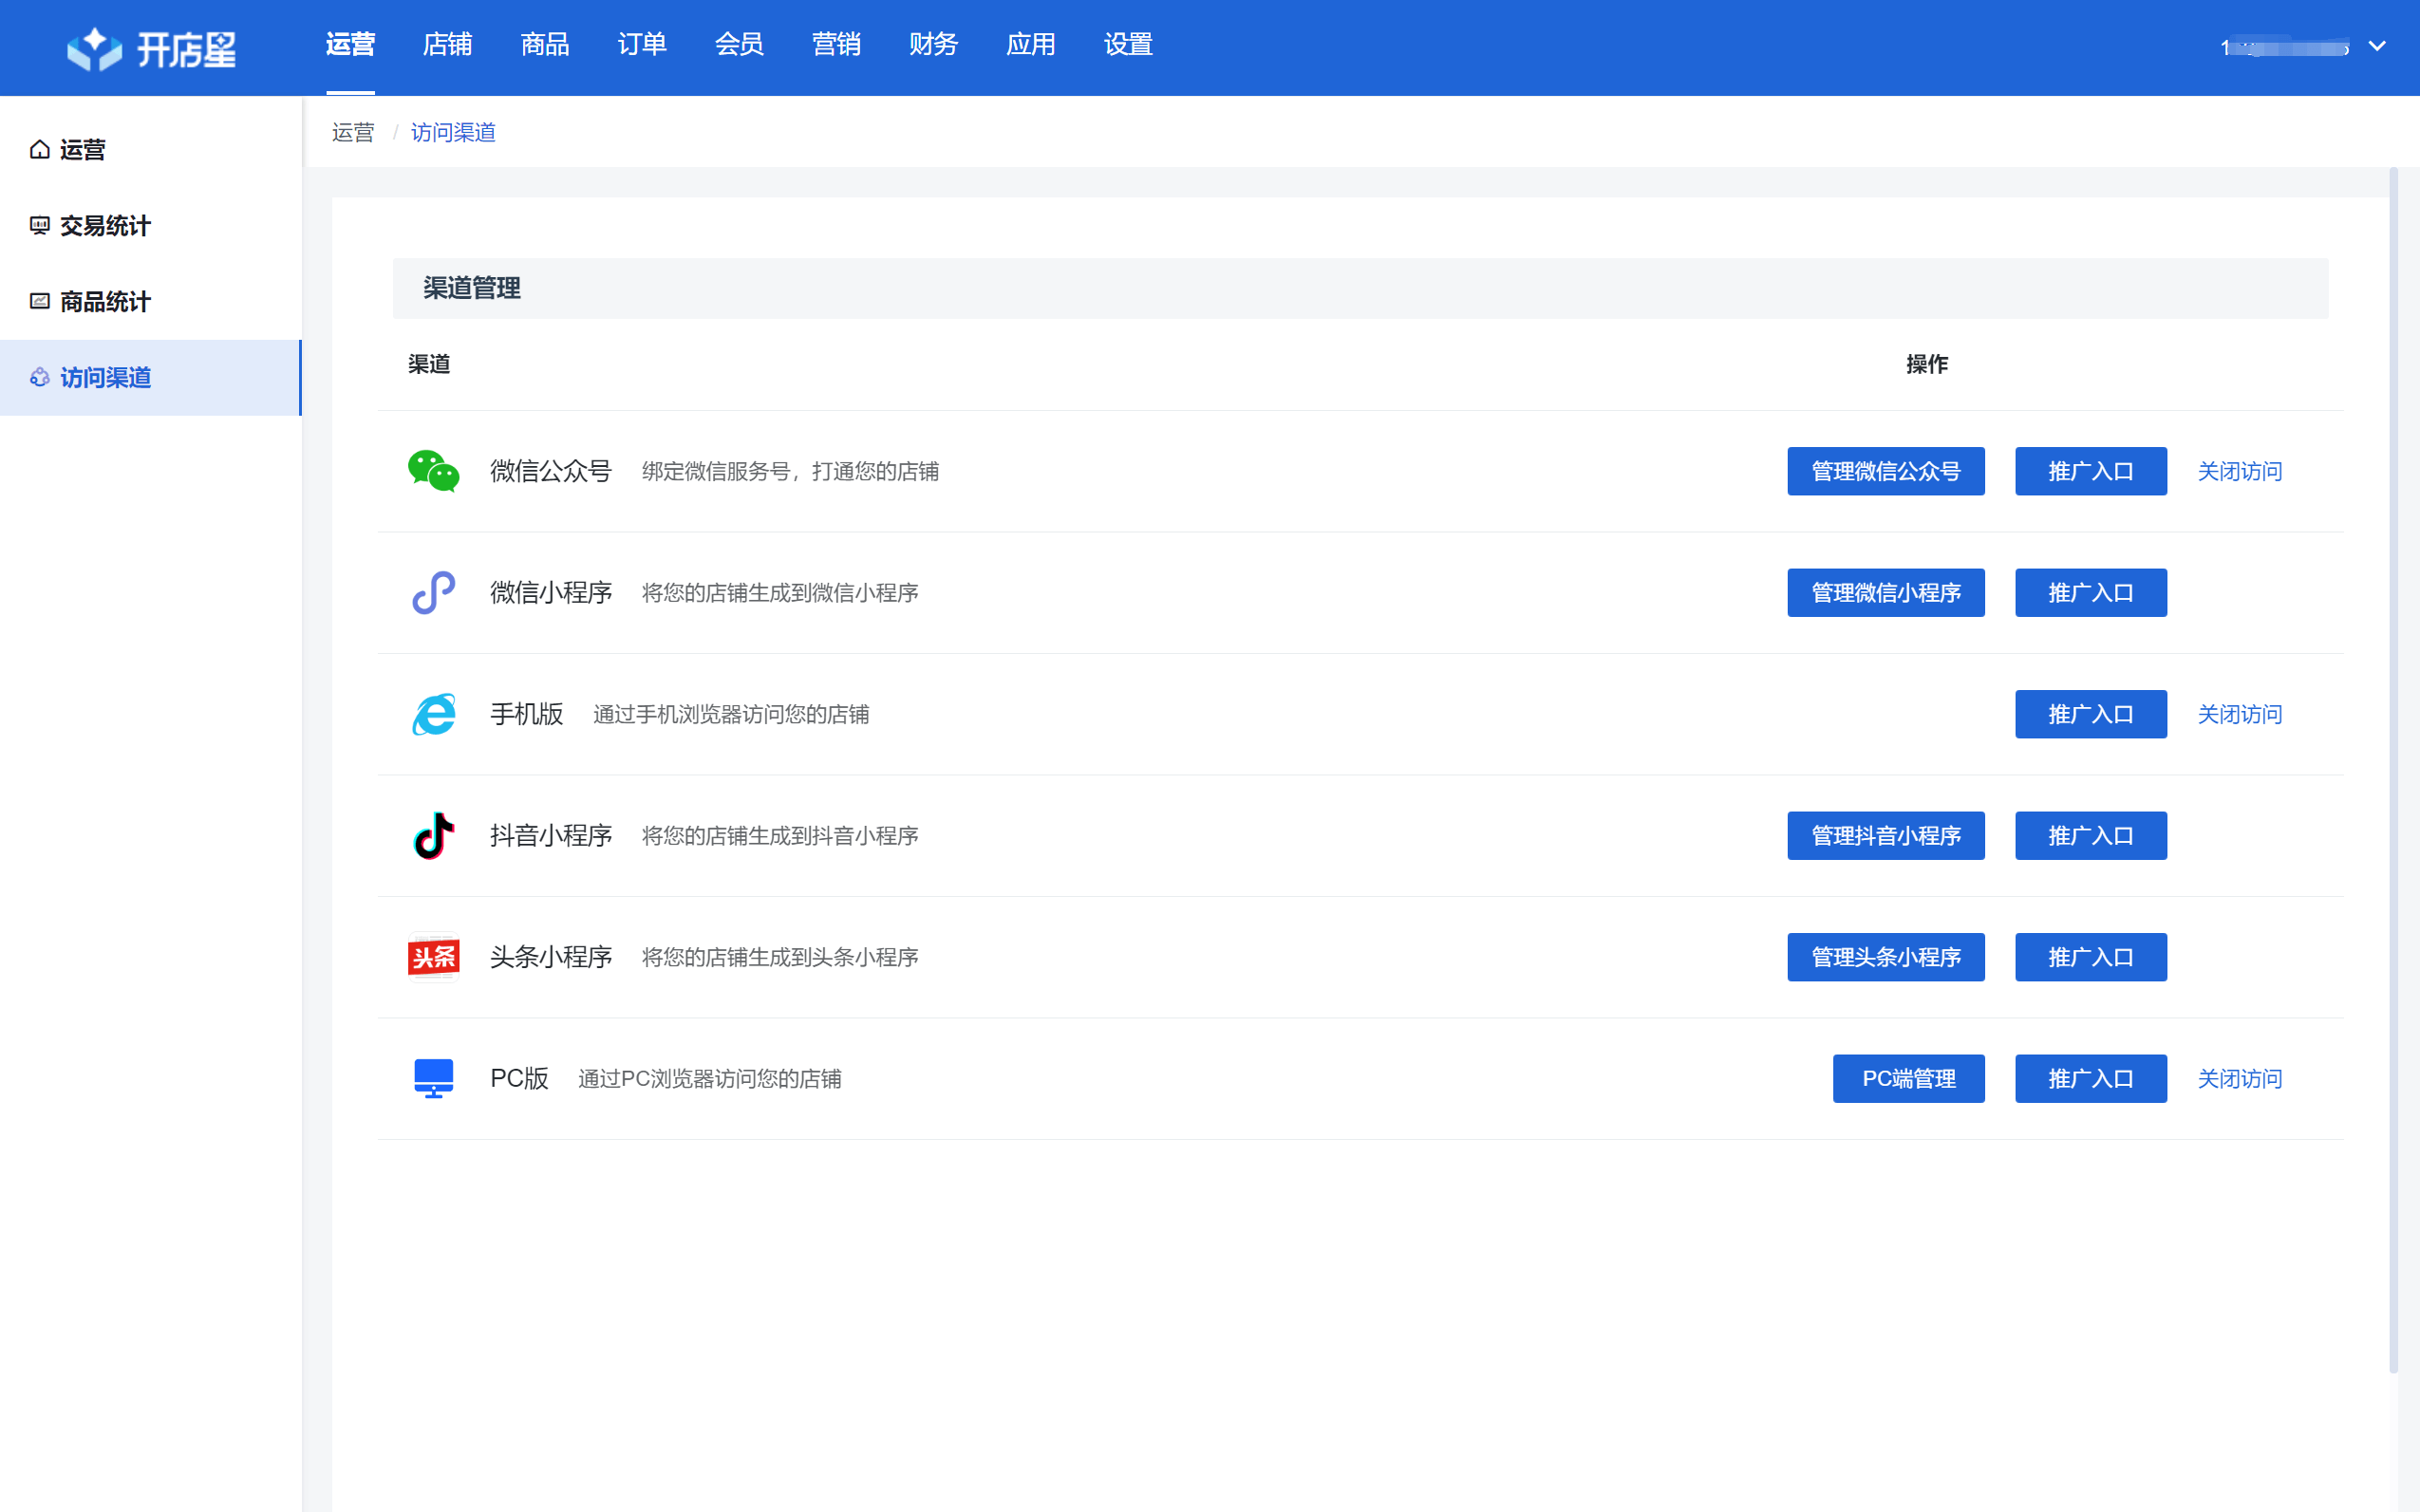 开店星 运营 店铺 商品 订单 会员 营销 财务 应用 设置
运营 / 访问渠道
运营
交易统计
商品统计
访问渠道
渠道管理
渠道 操作
微信公众号 绑定微信服务号，打通您的店铺 管理微信公众号 推广入口 关闭访问
微信小程序 将您的店铺生成到微信小程序 管理微信小程序 推广入口
手机版 通过手机浏览器访问您的店铺 推广入口 关闭访问
抖音小程序 将您的店铺生成到抖音小程序 管理抖音小程序 推广入口
头条 头条小程序 将您的店铺生成到头条小程序 管理头条小程序 推广入口
PC版 通过PC浏览器访问您的店铺 PC端管理 推广入口 关闭访问